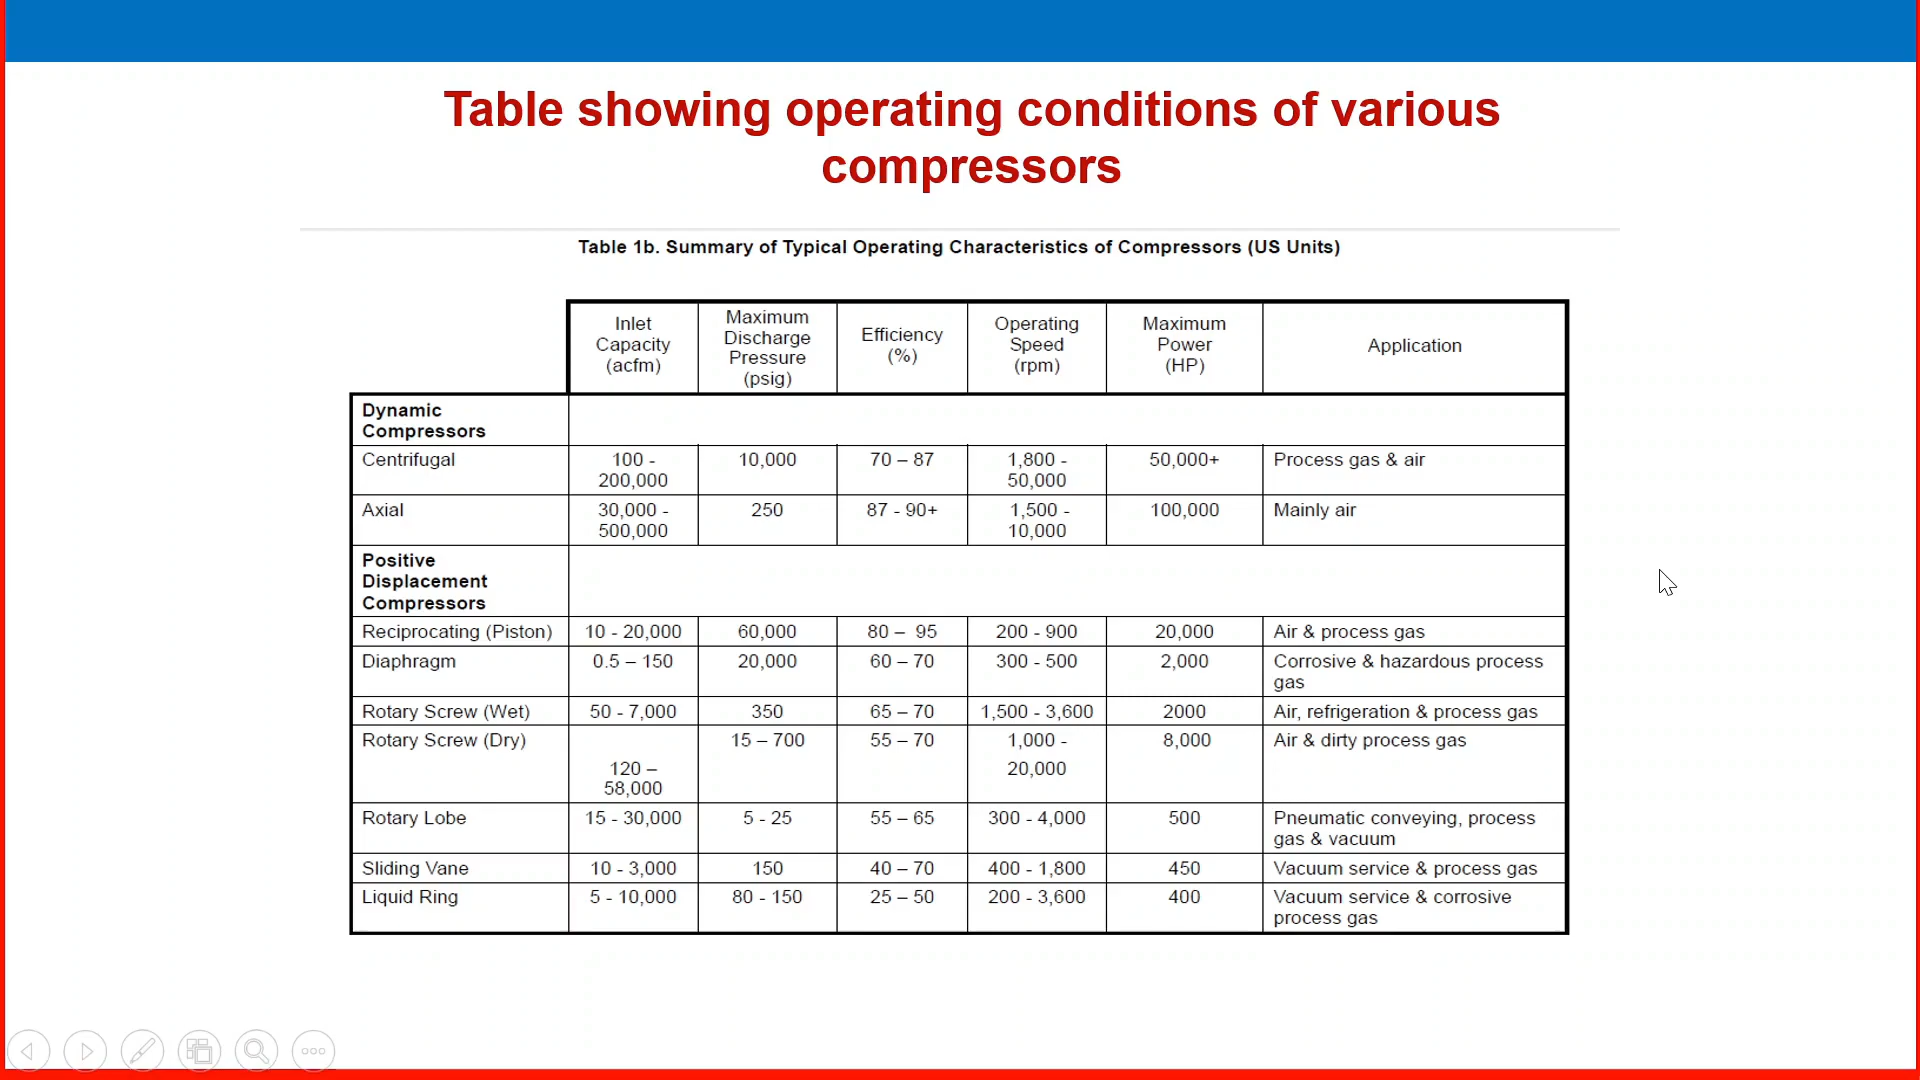 Table showing operating conditions of various
compressors
Table 1b. Summary of Typical Operating Characteristics of Compressors (US Units)
Inlet Capacity (acfm) Maximum Discharge Pressure (psig) Efficiency (%) Operating Speed (rpm) Maximum Power (HP) Application
Dynamic Compressors
Centrifugal 100 - 200,000 10,000 70 – 87 1,800 - 50,000 50,000+ Process gas & air
Axial 30,000 - 500,000 250 87 - 90+ 1,500 - 10,000 100,000 Mainly air
Positive Displacement Compressors
Reciprocating (Piston) 10 - 20,000 60,000 80 – 95 200 - 900 20,000 Air & process gas
Diaphragm 0.5 – 150 20,000 60 – 70 300 - 500 2,000 Corrosive & hazardous process gas
Rotary Screw (Wet) 50 - 7,000 350 65 – 70 1,500 - 3,600 2000 Air, refrigeration & process gas
Rotary Screw (Dry) 120 – 58,000 15 – 700 55 – 70 1,000 - 20,000 8,000 Air & dirty process gas
Rotary Lobe 15 - 30,000 5 - 25 55 – 65 300 - 4,000 500 Pneumatic conveying, process gas & vacuum
Sliding Vane 10 - 3,000 150 40 – 70 400 - 1,800 450 Vacuum service & process gas
Liquid Ring 5 - 10,000 80 - 150 25 – 50 200 - 3,600 400 Vacuum service & corrosive process gas